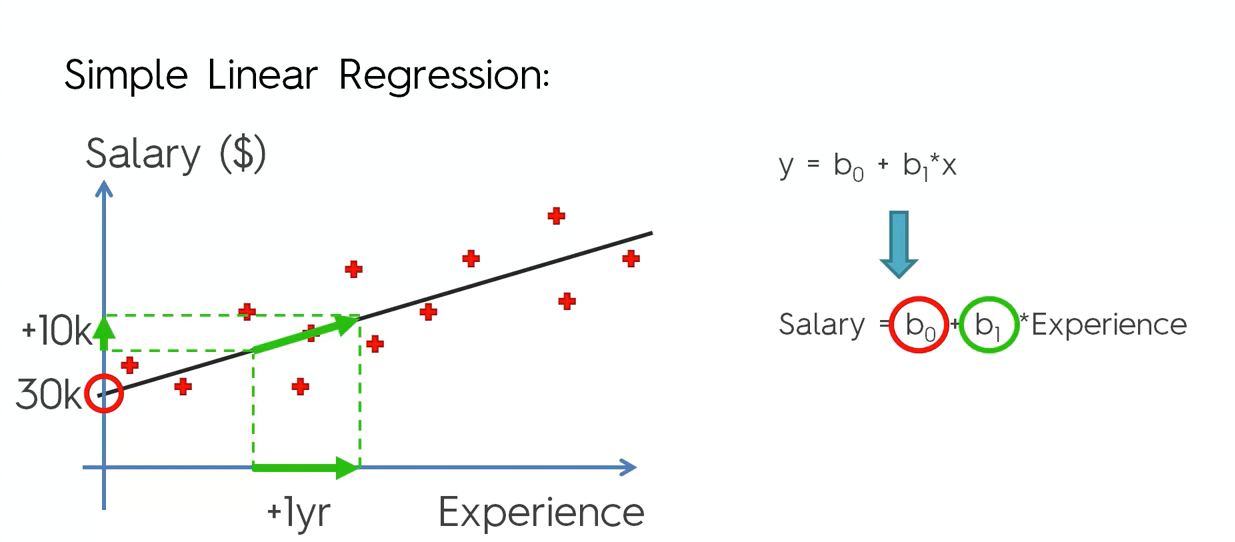 Simple Linear Regression:
Salary ($)
+10k
30k
+1yr
Experience
y = b₀ + b₁*x
Salary = b₀ + b₁ *Experience